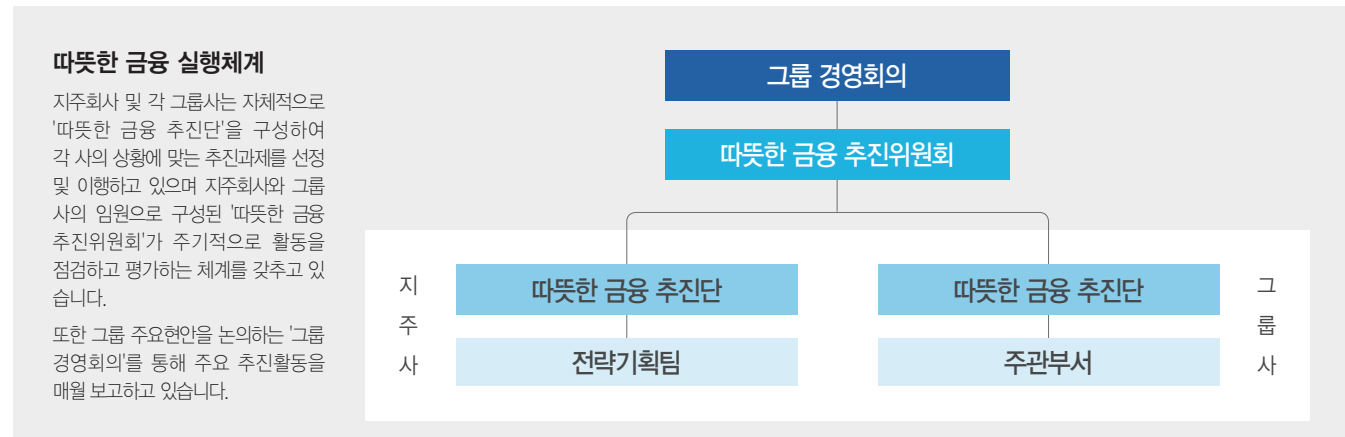 따뜻한 금융 실행체계
지주회사 및 각 그룹사는 자체적으로
'따뜻한 금융 추진단'을 구성하여
각 사의 상황에 맞는 추진과제를 선정
및 이행하고 있으며 지주회사와 그룹
사의 임원으로 구성된 '따뜻한 금융
추진위원회'가 주기적으로 활동을
점검하고 평가하는 체계를 갖추고 있
습니다.
또한 그룹 주요현안을 논의하는 '그룹
경영회의'를 통해 주요 추진활동을
매월 보고하고 있습니다.
그룹 경영회의
따뜻한 금융 추진위원회
지주사
따뜻한 금융 추진단
전략기획팀
따뜻한 금융 추진단
주관부서
그룹사